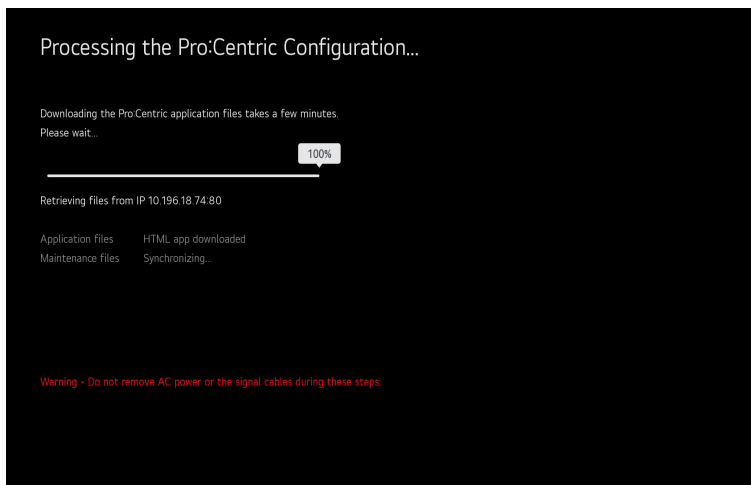 Processing the Pro:Centric Configuration...
Downloading the Pro:Centric application files takes a few minutes.
Please wait...
100%
Retrieving files from IP 10.196.18.74:80
Application files HTML app downloaded
Maintenance files Synchronizing...
Warning - Do not remove AC power or the signal cables during these steps.